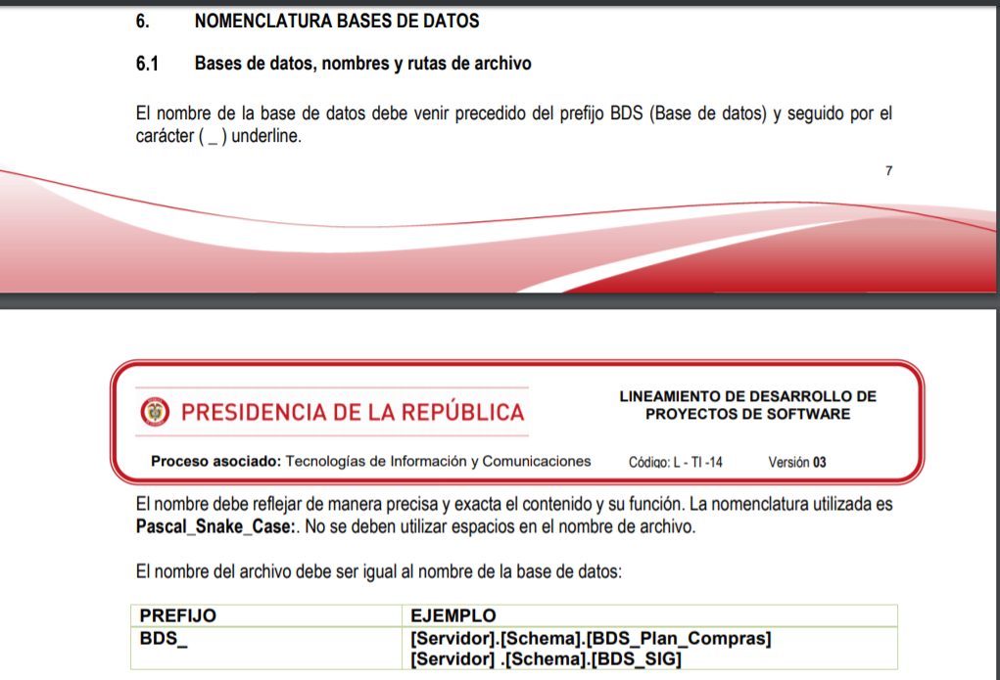 6. NOMENCLATURA BASES DE DATOS
6.1 Bases de datos, nombres y rutas de archivo
El nombre de la base de datos debe venir precedido del prefijo BDS (Base de datos) y seguido por el
carácter ( _ ) underline.
7
PRESIDENCIA DE LA REPÚBLICA
LINEAMIENTO DE DESARROLLO DE
PROYECTOS DE SOFTWARE
Proceso asociado: Tecnologías de Información y Comunicaciones
Código: L - TI -14
Versión 03
El nombre debe reflejar de manera precisa y exacta el contenido y su función. La nomenclatura utilizada es
Pascal_Snake_Case:. No se deben utilizar espacios en el nombre de archivo.
El nombre del archivo debe ser igual al nombre de la base de datos:
PREFIJO EJEMPLO
BDS_ [Servidor].[Schema].[BDS_Plan_Compras]
[Servidor] .[Schema].[BDS_SIG]